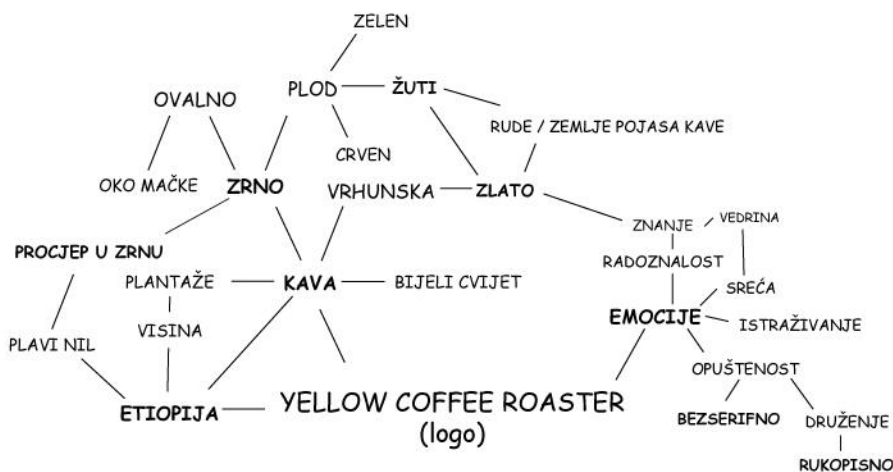 ZELEN
PLOD
ŽUTI
OVALNO
RUDE / ZEMLJE POJASA KAVE
CRVEN
OKO MAČKE
ZRNO
VRHUNSKA
ZLATO
ZNANJE
VEDRINA
PROCJEP U ZRNU
RADOZNALOST
PLANTAŽE
KAVA
BIJELI CVIJET
SREĆA
EMOCIJE
ISTRAŽIVANJE
VISINA
PLAVI NIL
OPUŠTENOST
YELLOW COFFEE ROASTER
(logo)
ETIOPIJA
BEZSERIFNO
DRUŽENJE
RUKOPISNO